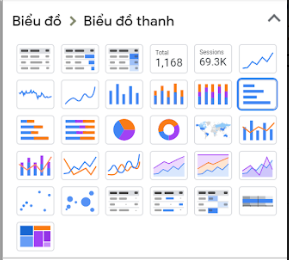 Biểu đồ > Biểu đồ thanh
Total Sessions
1,168 69.3K